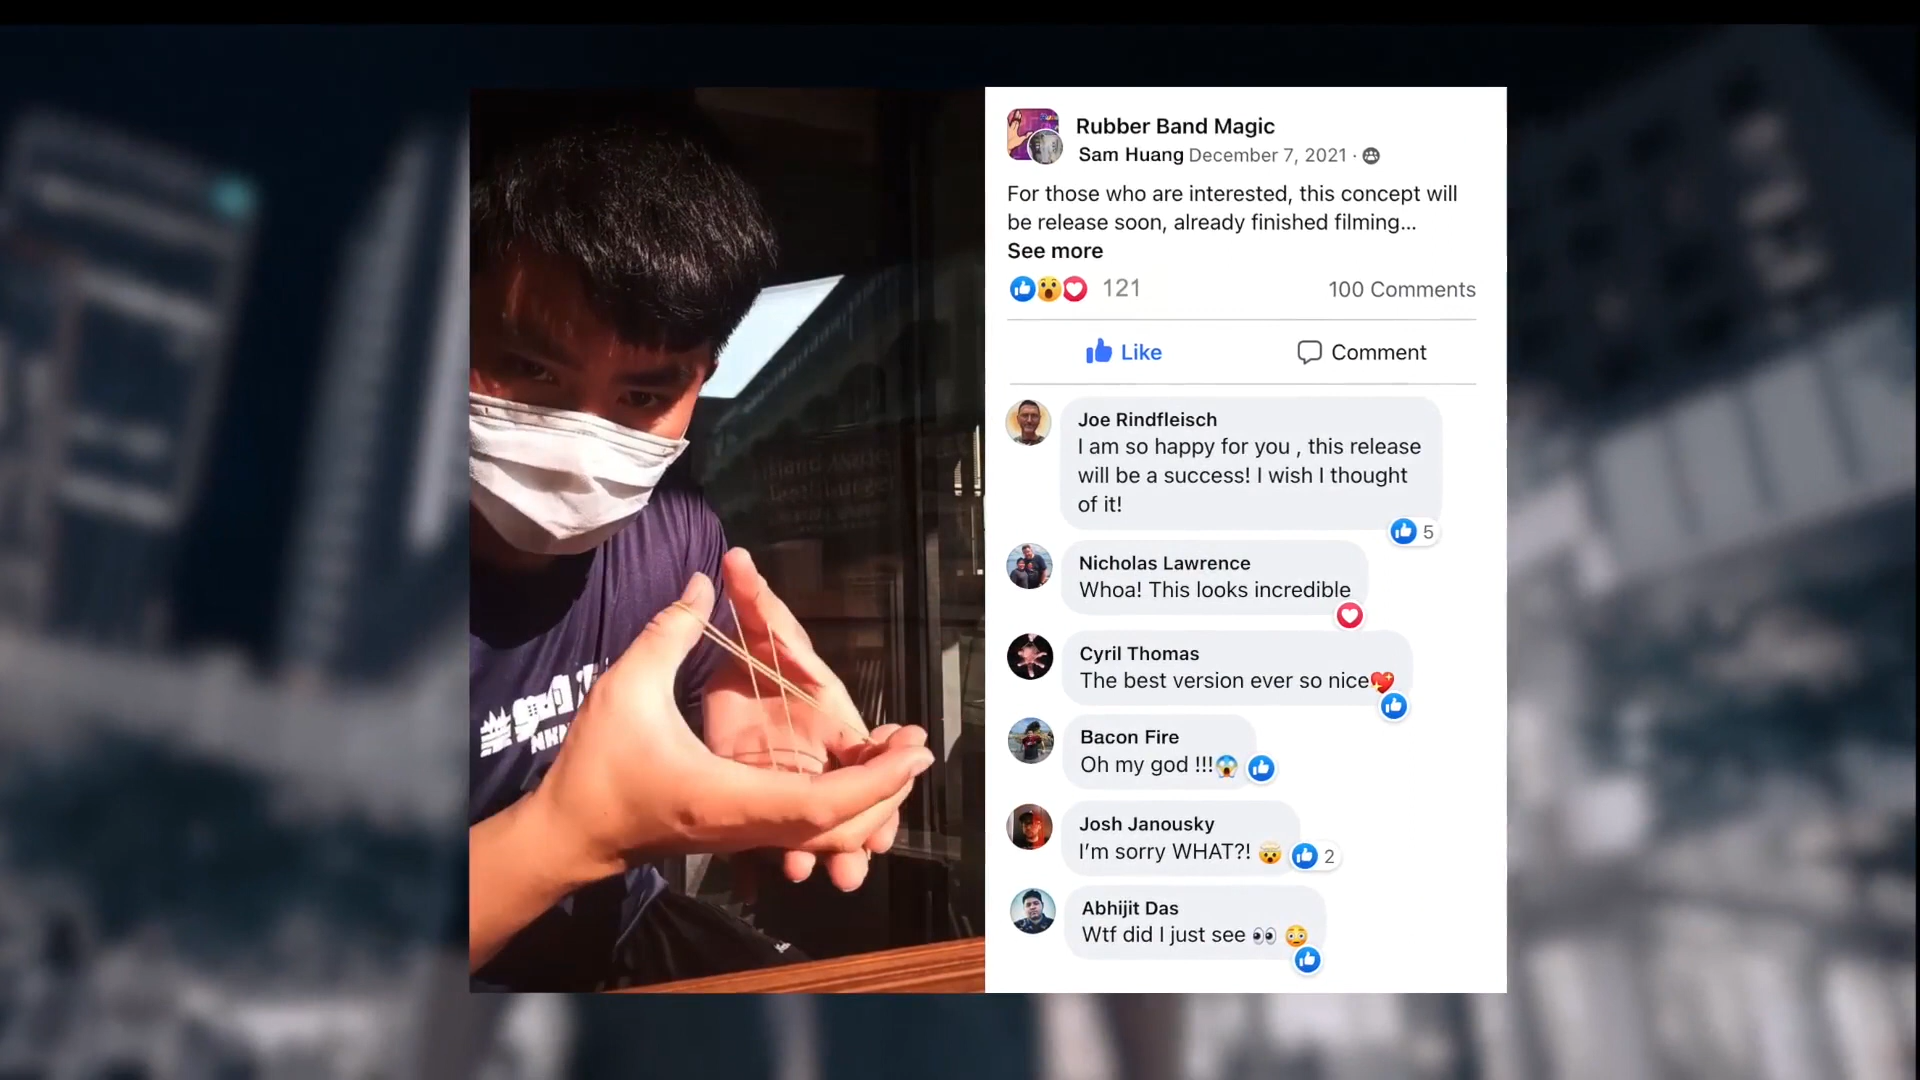 Rubber Band Magic
Sam Huang December 7, 2021 ·
For those who are interested, this concept will
be release soon, already finished filming...
See more
121
100 Comments
Like
Comment
Joe Rindfleisch
I am so happy for you , this release
will be a success! I wish I thought
of it!
5
Nicholas Lawrence
Whoa! This looks incredible
Cyril Thomas
The best version ever so nice💖
Bacon Fire
Oh my god !!!😱
Josh Janousky
I'm sorry WHAT?! 🤯
2
Abhijit Das
Wtf did I just see 👀 😳